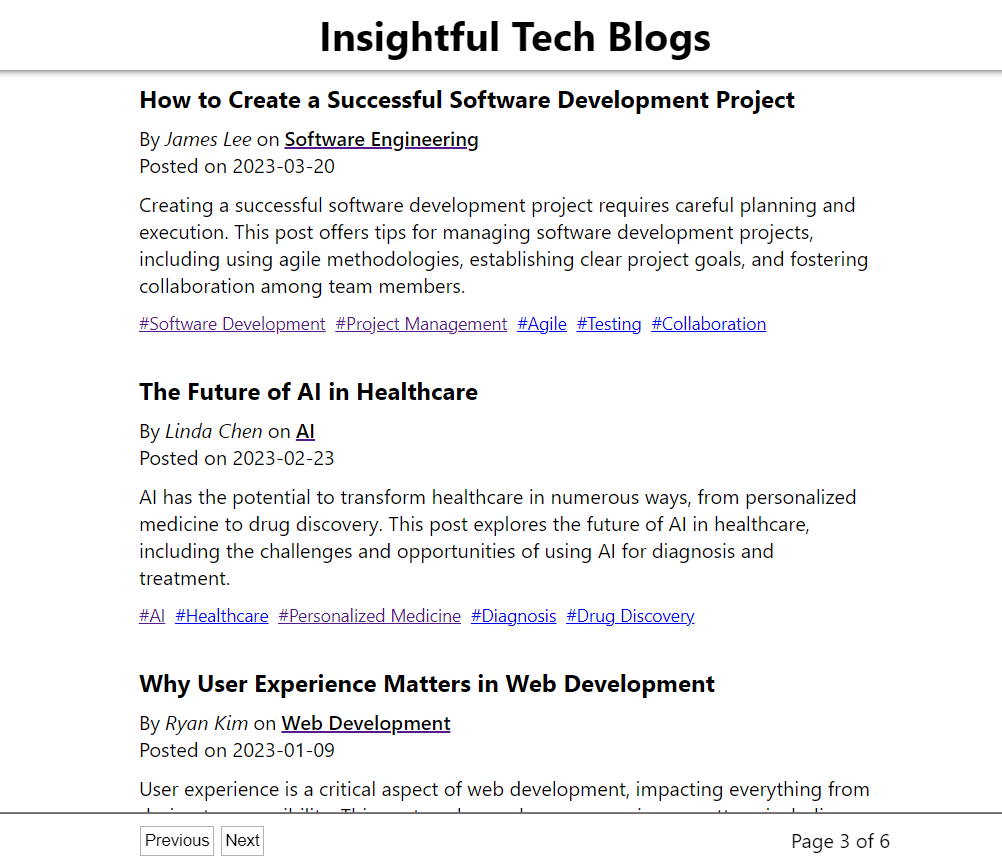 Insightful Tech Blogs
How to Create a Successful Software Development Project
By James Lee on Software Engineering
Posted on 2023-03-20
Creating a successful software development project requires careful planning and
execution. This post offers tips for managing software development projects,
including using agile methodologies, establishing clear project goals, and fostering
collaboration among team members.
#Software Development #Project Management #Agile #Testing #Collaboration
The Future of AI in Healthcare
By Linda Chen on AI
Posted on 2023-02-23
AI has the potential to transform healthcare in numerous ways, from personalized
medicine to drug discovery. This post explores the future of AI in healthcare,
including the challenges and opportunities of using AI for diagnosis and
treatment.
#AI #Healthcare #Personalized Medicine #Diagnosis #Drug Discovery
Why User Experience Matters in Web Development
By Ryan Kim on Web Development
Posted on 2023-01-09
User experience is a critical aspect of web development, impacting everything from
Previous Next Page 3 of 6